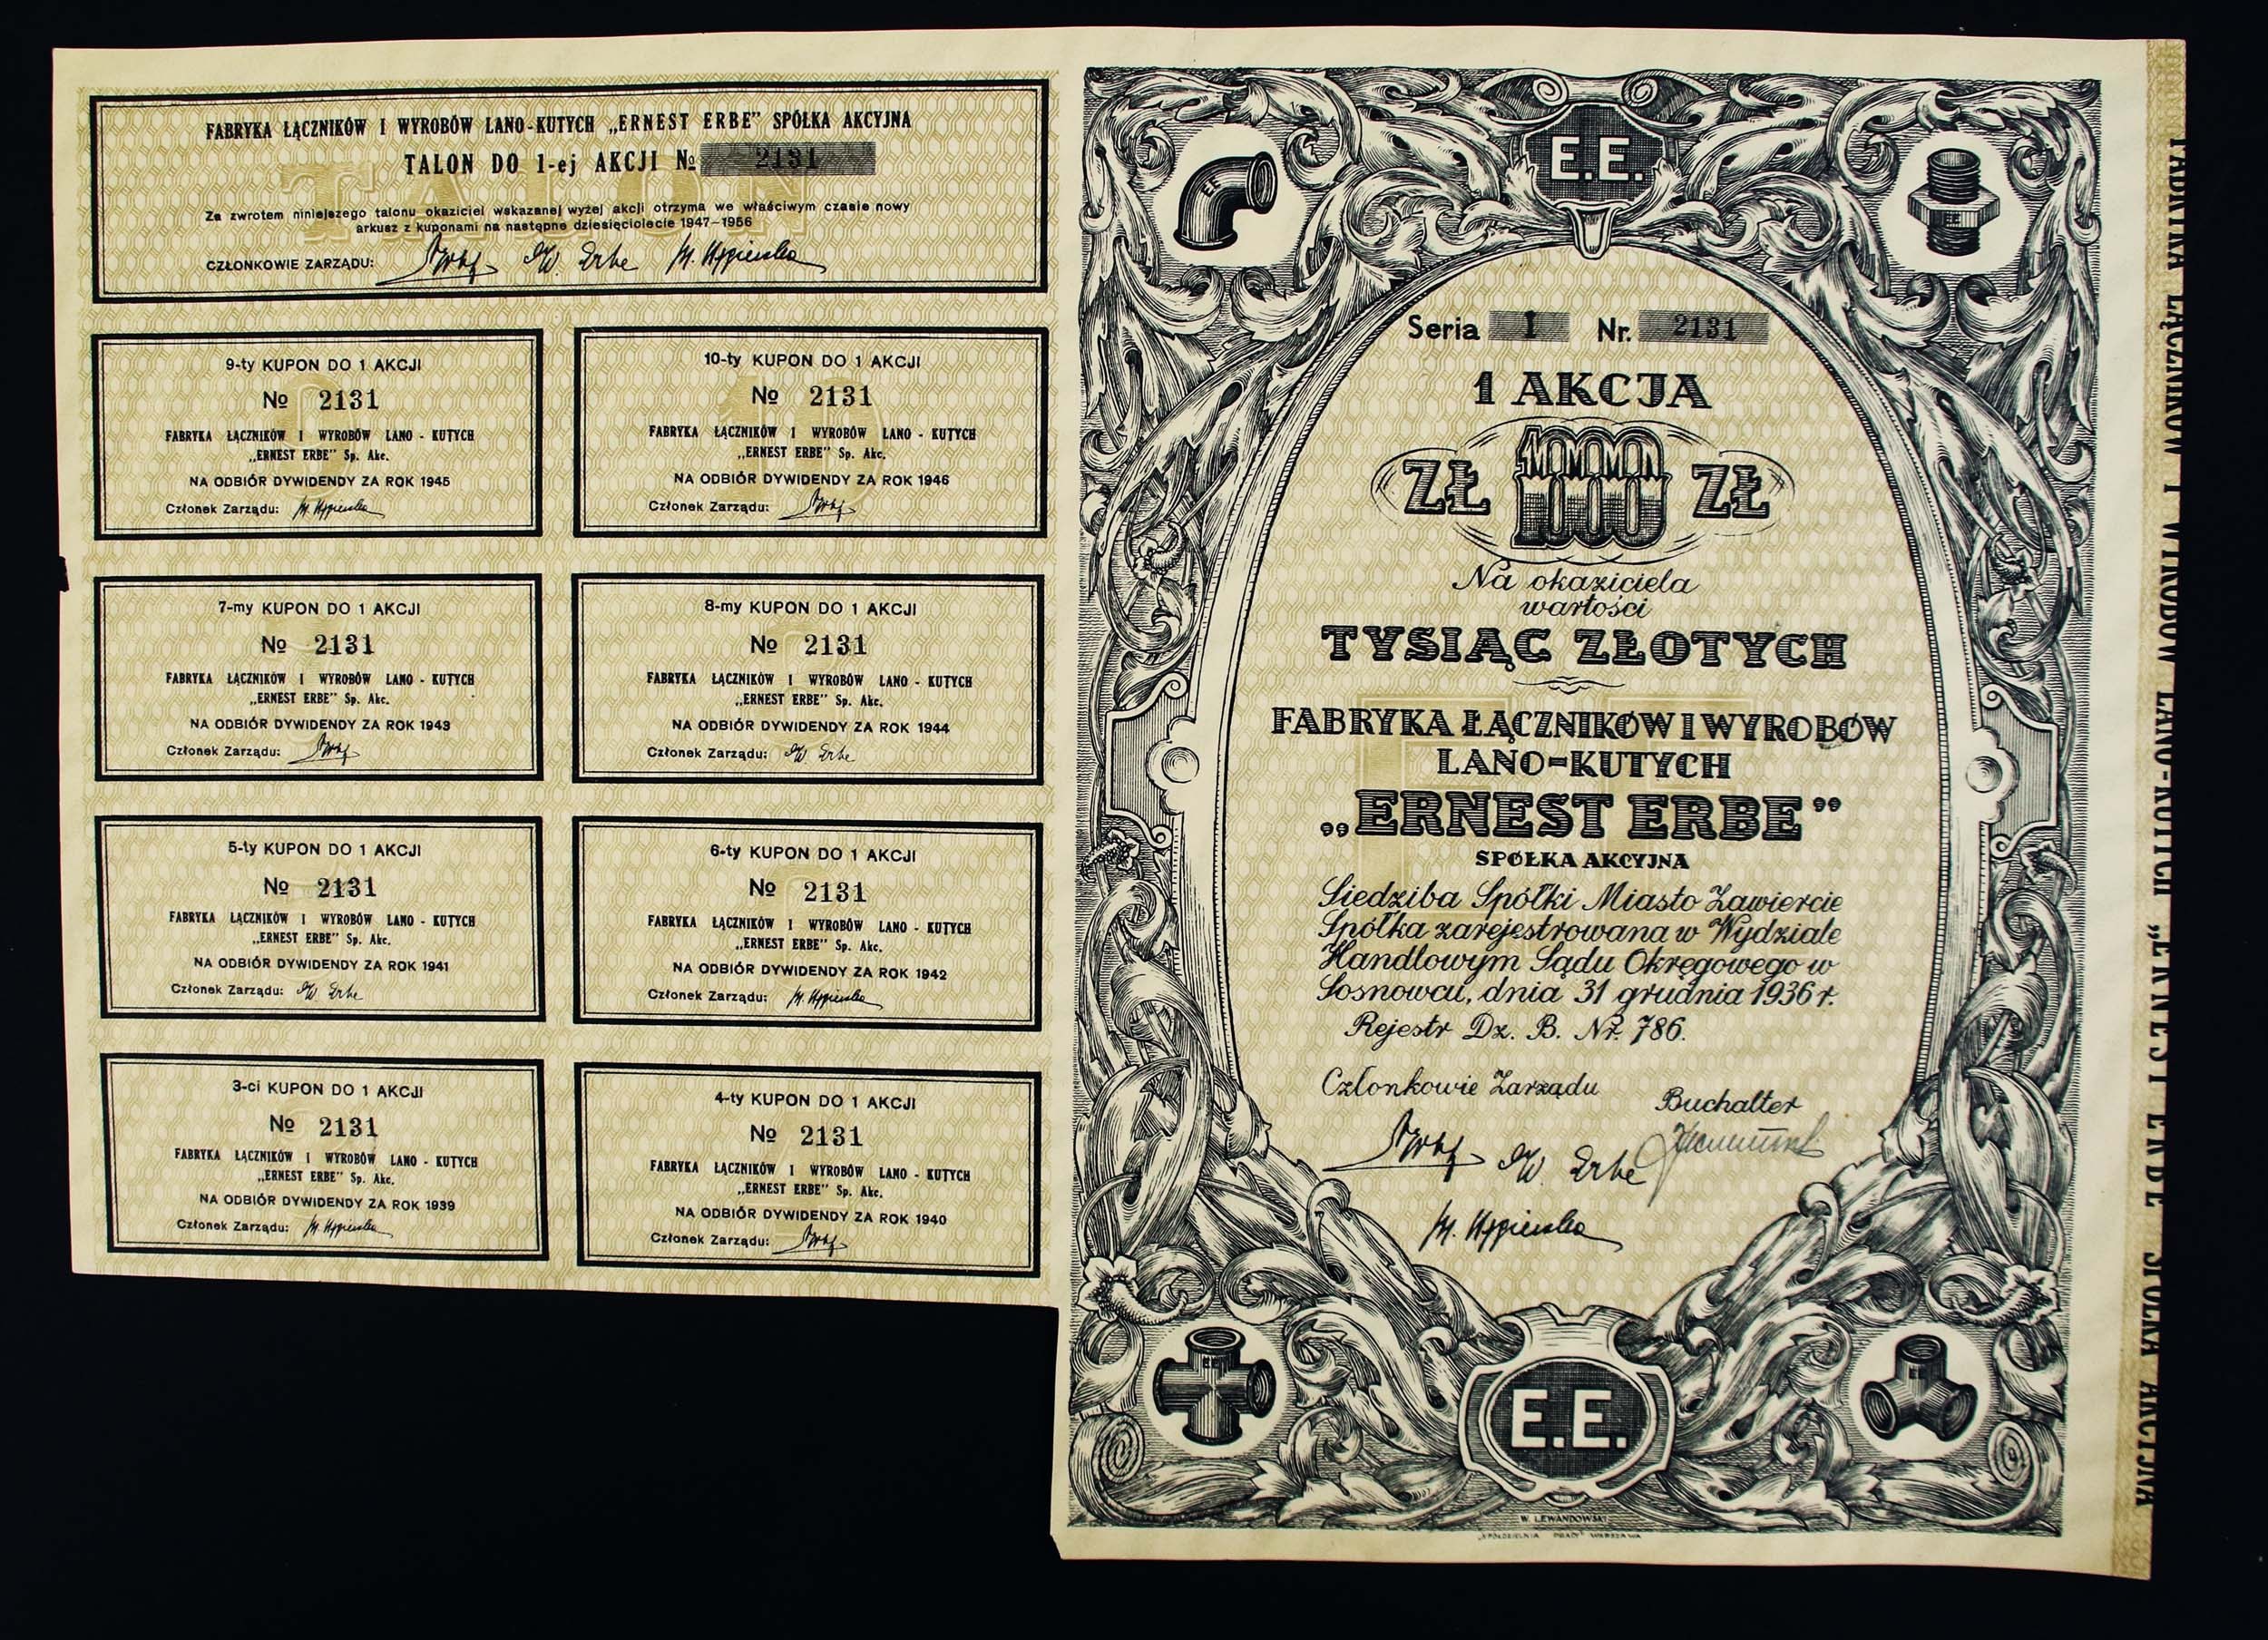 FABRYKA ŁĄCZNIKÓW I WYROBÓW LANO-KUTYCH „ERNEST ERBE” SPÓŁKA AKCYJNA
TALON DO 1-ej AKCJI № 2131
TALON
Za zwrotem niniejszego talonu okaziciel wskazanej wyżej akcji otrzyma we właściwym czasie nowy
arkusz z kuponami na następne dziesięciolecie 1947-1956
CZŁONKOWIE ZARZĄDU: W. Erbe
9-ty KUPON DO 1 AKCJI
№ 2131
FABRYKA ŁĄCZNIKÓW I WYROBÓW LANO - KUTYCH
„ERNEST ERBE” Sp. Akc.
NA ODBIÓR DYWIDENDY ZA ROK 1945
Członek Zarządu:
10-ty KUPON DO 1 AKCJI
№ 2131
FABRYKA ŁĄCZNIKÓW I WYROBÓW LANO - KUTYCH
„ERNEST ERBE” Sp. Akc.
NA ODBIÓR DYWIDENDY ZA ROK 1946
Członek Zarządu:
7-my KUPON DO 1 AKCJI
№ 2131
FABRYKA ŁĄCZNIKÓW I WYROBÓW LANO - KUTYCH
„ERNEST ERBE” Sp. Akc.
NA ODBIÓR DYWIDENDY ZA ROK 1943
Członek Zarządu:
8-my KUPON DO 1 AKCJI
№ 2131
FABRYKA ŁĄCZNIKÓW I WYROBÓW LANO - KUTYCH
„ERNEST ERBE” Sp. Akc.
NA ODBIÓR DYWIDENDY ZA ROK 1944
Członek Zarządu: W. Erbe
5-ty KUPON DO 1 AKCJI
№ 2131
FABRYKA ŁĄCZNIKÓW I WYROBÓW LANO - KUTYCH
„ERNEST ERBE” Sp. Akc.
NA ODBIÓR DYWIDENDY ZA ROK 1941
Członek Zarządu: W. Erbe
6-ty KUPON DO 1 AKCJI
№ 2131
FABRYKA ŁĄCZNIKÓW I WYROBÓW LANO - KUTYCH
„ERNEST ERBE” Sp. Akc.
NA ODBIÓR DYWIDENDY ZA ROK 1942
Członek Zarządu:
3-ci KUPON DO 1 AKCJI
№ 2131
FABRYKA ŁĄCZNIKÓW I WYROBÓW LANO - KUTYCH
„ERNEST ERBE” Sp. Akc.
NA ODBIÓR DYWIDENDY ZA ROK 1939
Członek Zarządu:
4-ty KUPON DO 1 AKCJI
№ 2131
FABRYKA ŁĄCZNIKÓW I WYROBÓW LANO - KUTYCH
„ERNEST ERBE” Sp. Akc.
NA ODBIÓR DYWIDENDY ZA ROK 1940
Członek Zarządu:
E.E.
EE
EE
Seria I Nr. 2131
1 AKCJA
ZŁ 1000 ZŁ
Na okaziciela
wartości
TYSIĄC ZŁOTYCH
FABRYKA ŁĄCZNIKÓW I WYROBÓW
LANO-KUTYCH
„ERNEST ERBE”
SPÓŁKA AKCYJNA
Siedziba Spółki Miasto Zawiercie
Spółka zarejestrowana w Wydziale
Handlowym Sądu Okręgowego w
Sosnowcu, dnia 31 grudnia 1936 r.
Rejestr Dz. B. Nr. 786.
Członkowie Zarządu
Buchalter
W. Erbe
EE
EE
E.E.
W. LEWANDOWSKI
„SPÓŁDZIELNIA PRACY” WARSZAWA
FABRYKA ŁĄCZNIKÓW I WYROBÓW LANO-KUTYCH „ERNEST ERBE” SPÓŁKA AKCYJNA